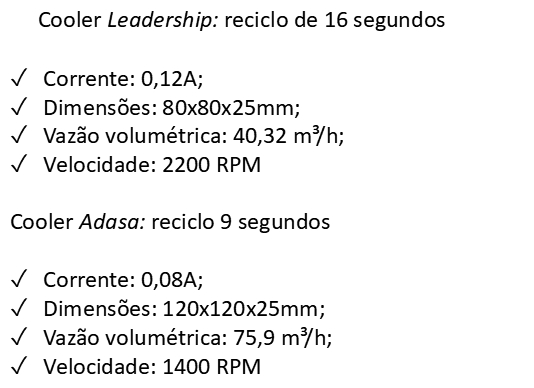 Cooler Leadership: reciclo de 16 segundos
✓ Corrente: 0,12A;
✓ Dimensões: 80x80x25mm;
✓ Vazão volumétrica: 40,32 m³/h;
✓ Velocidade: 2200 RPM
Cooler Adasa: reciclo 9 segundos
✓ Corrente: 0,08A;
✓ Dimensões: 120x120x25mm;
✓ Vazão volumétrica: 75,9 m³/h;
✓ Velocidade: 1400 RPM